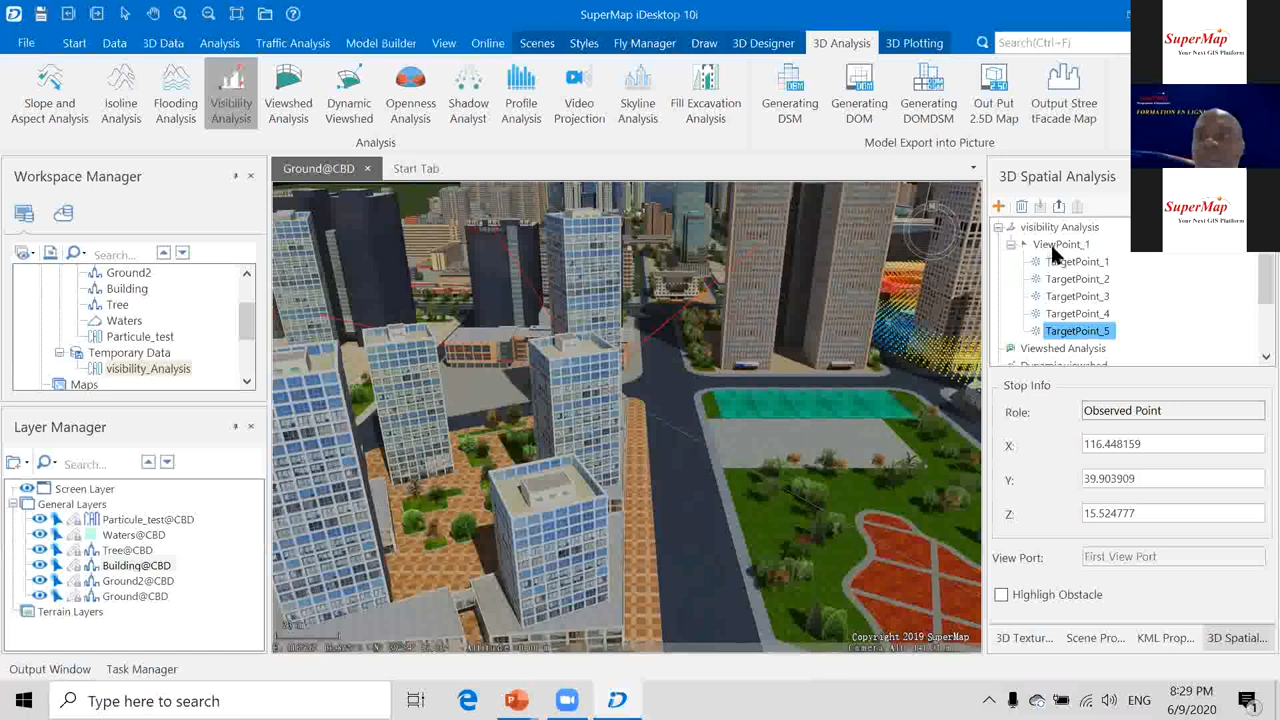 SuperMap iDesktop 10i
File
Start
Data
3D Data
Analysis
Traffic Analysis
Model Builder
View
Online
Scenes
Styles
Fly Manager
Draw
3D Designer
3D Analysis
3D Plotting
Search(Ctrl+F)
Slope and
Aspect Analysis
Isoline
Analysis
Flooding
Analysis
Visibility
Analysis
Viewshed
Analysis
Dynamic
Viewshed
Openness
Analysis
Shadow
Analyst
Profile
Analysis
Video
Projection
Skyline
Analysis
Fill Excavation
Analysis
Generating
DSM
Generating
DOM
Generating
DOMDSM
Out Put
2.5D Map
Output Stree
tFacade Map
Analysis
Model Export into Picture
SuperMap
Your Next GIS Platform
FORMATION EN LIGNE
SuperMap
Your Next GIS Platform
Workspace Manager
Search...
Ground2
Building
Tree
Waters
Particule_test
Temporary Data
visibility_Analysis
Maps
Layer Manager
Search...
Screen Layer
General Layers
Particule_test@CBD
Waters@CBD
Tree@CBD
Building@CBD
Ground2@CBD
Ground@CBD
Terrain Layers
Ground@CBD
Start Tab
Copyright 2019 SuperMap
3D Spatial Analysis
visibility Analysis
ViewPoint_1
TargetPoint_1
TargetPoint_2
TargetPoint_3
TargetPoint_4
TargetPoint_5
Viewshed Analysis
Stop Info
Role:
Observed Point
X:
116.448159
Y:
39.903909
Z:
15.524777
View Port:
First View Port
Highligh Obstacle
3D Textur...
Scene Pro...
KML Prop...
3D Spatial...
Output Window
Task Manager
Type here to search
ENG
8:29 PM
6/9/2020